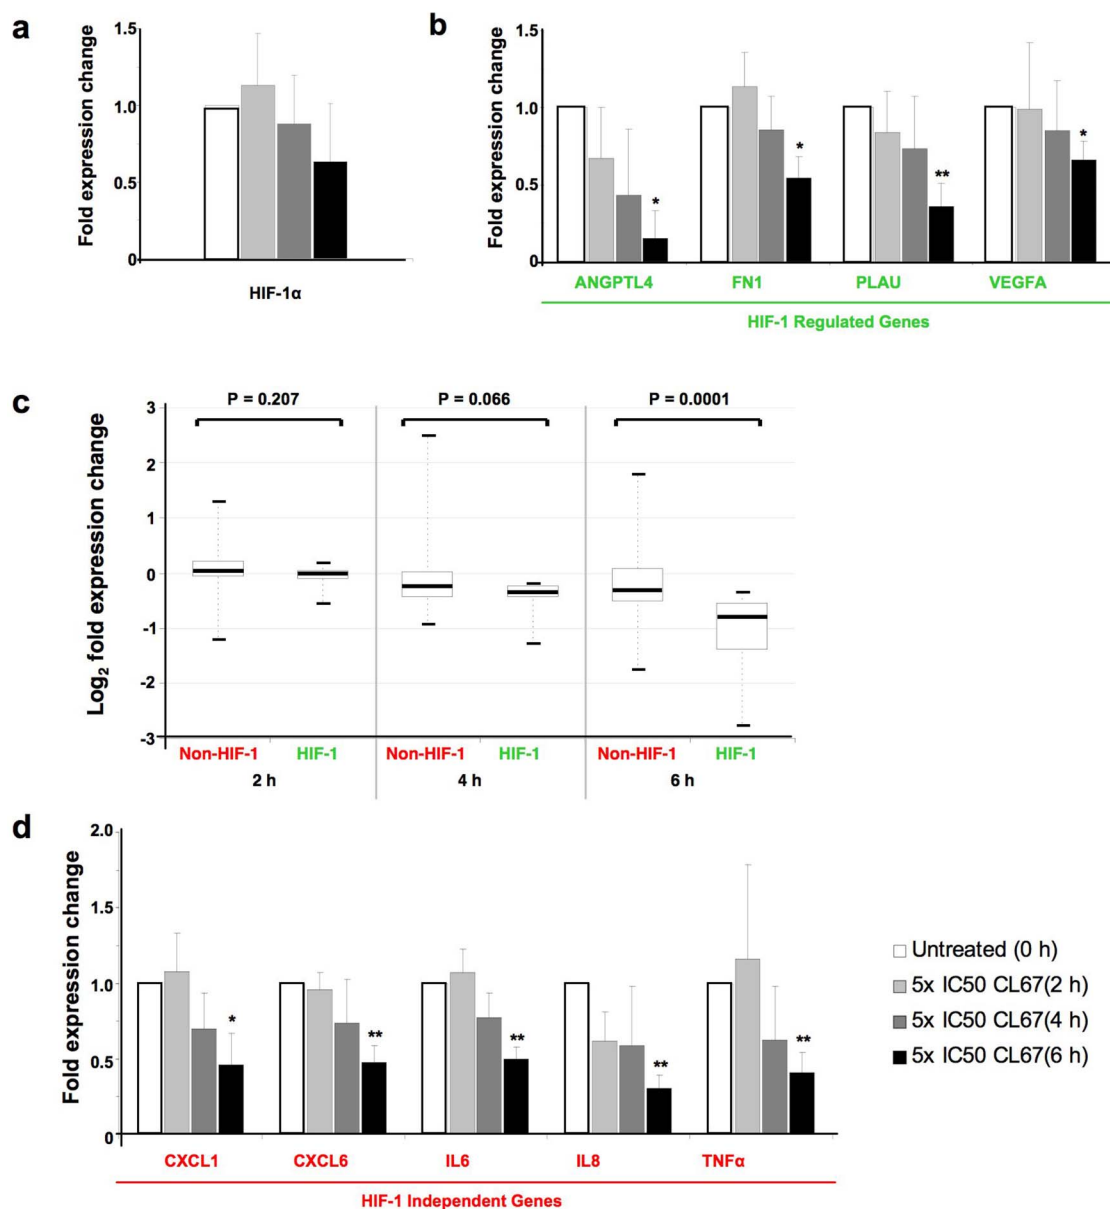 a
Fold expression change
1.5
1.0
0.5
0
HIF-1α
b
Fold expression change
1.5
1.0
0.5
0
*
*
**
*
ANGPTL4 FN1 PLAU VEGFA
HIF-1 Regulated Genes
c
Log2 fold expression change
3
2
1
0
-1
-2
-3
P = 0.207 P = 0.066 P = 0.0001
Non-HIF-1 HIF-1 Non-HIF-1 HIF-1 Non-HIF-1 HIF-1
2 h 4 h 6 h
d
Fold expression change
2.0
1.5
1.0
0.5
0
*
**
**
**
**
CXCL1 CXCL6 IL6 IL8 TNFα
HIF-1 Independent Genes
Untreated (0 h)
5x IC50 CL67(2 h)
5x IC50 CL67(4 h)
5x IC50 CL67(6 h)